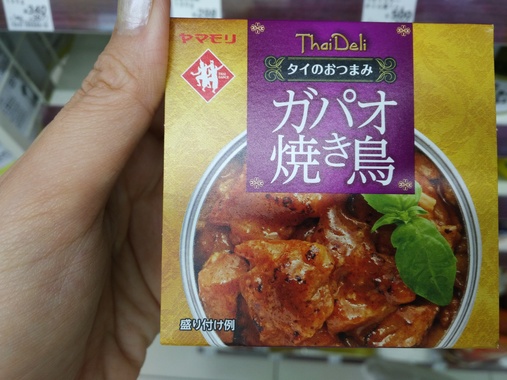 ヤマモリ
ThaiDeli
タイのおつまみ
ガパオ
焼き鳥
盛り付け例